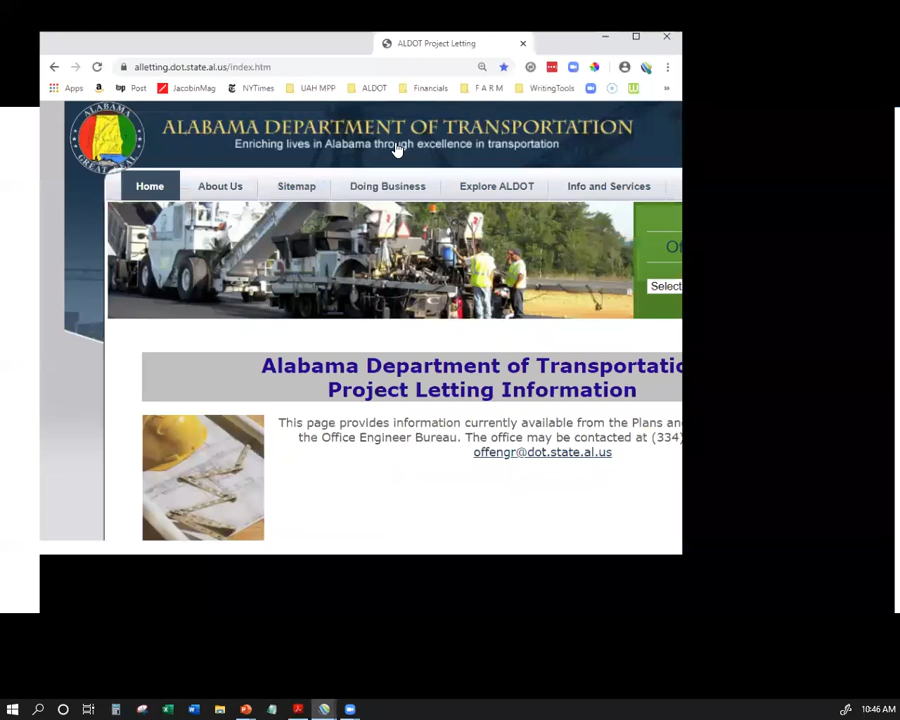 ALDOT Project Letting
alletting.dot.state.al.us/index.htm
Apps Post JacobinMag NYTimes UAH MPP ALDOT Financials F A R M WritingTools »
ALABAMA
GREAT SEAL
ALABAMA DEPARTMENT OF TRANSPORTATION
Enriching lives in Alabama through excellence in transportation
Home About Us Sitemap Doing Business Explore ALDOT Info and Services
Select
Alabama Department of Transportatio
Project Letting Information
This page provides information currently available from the Plans an
the Office Engineer Bureau. The office may be contacted at (334)
offengr@dot.state.al.us
10:46 AM